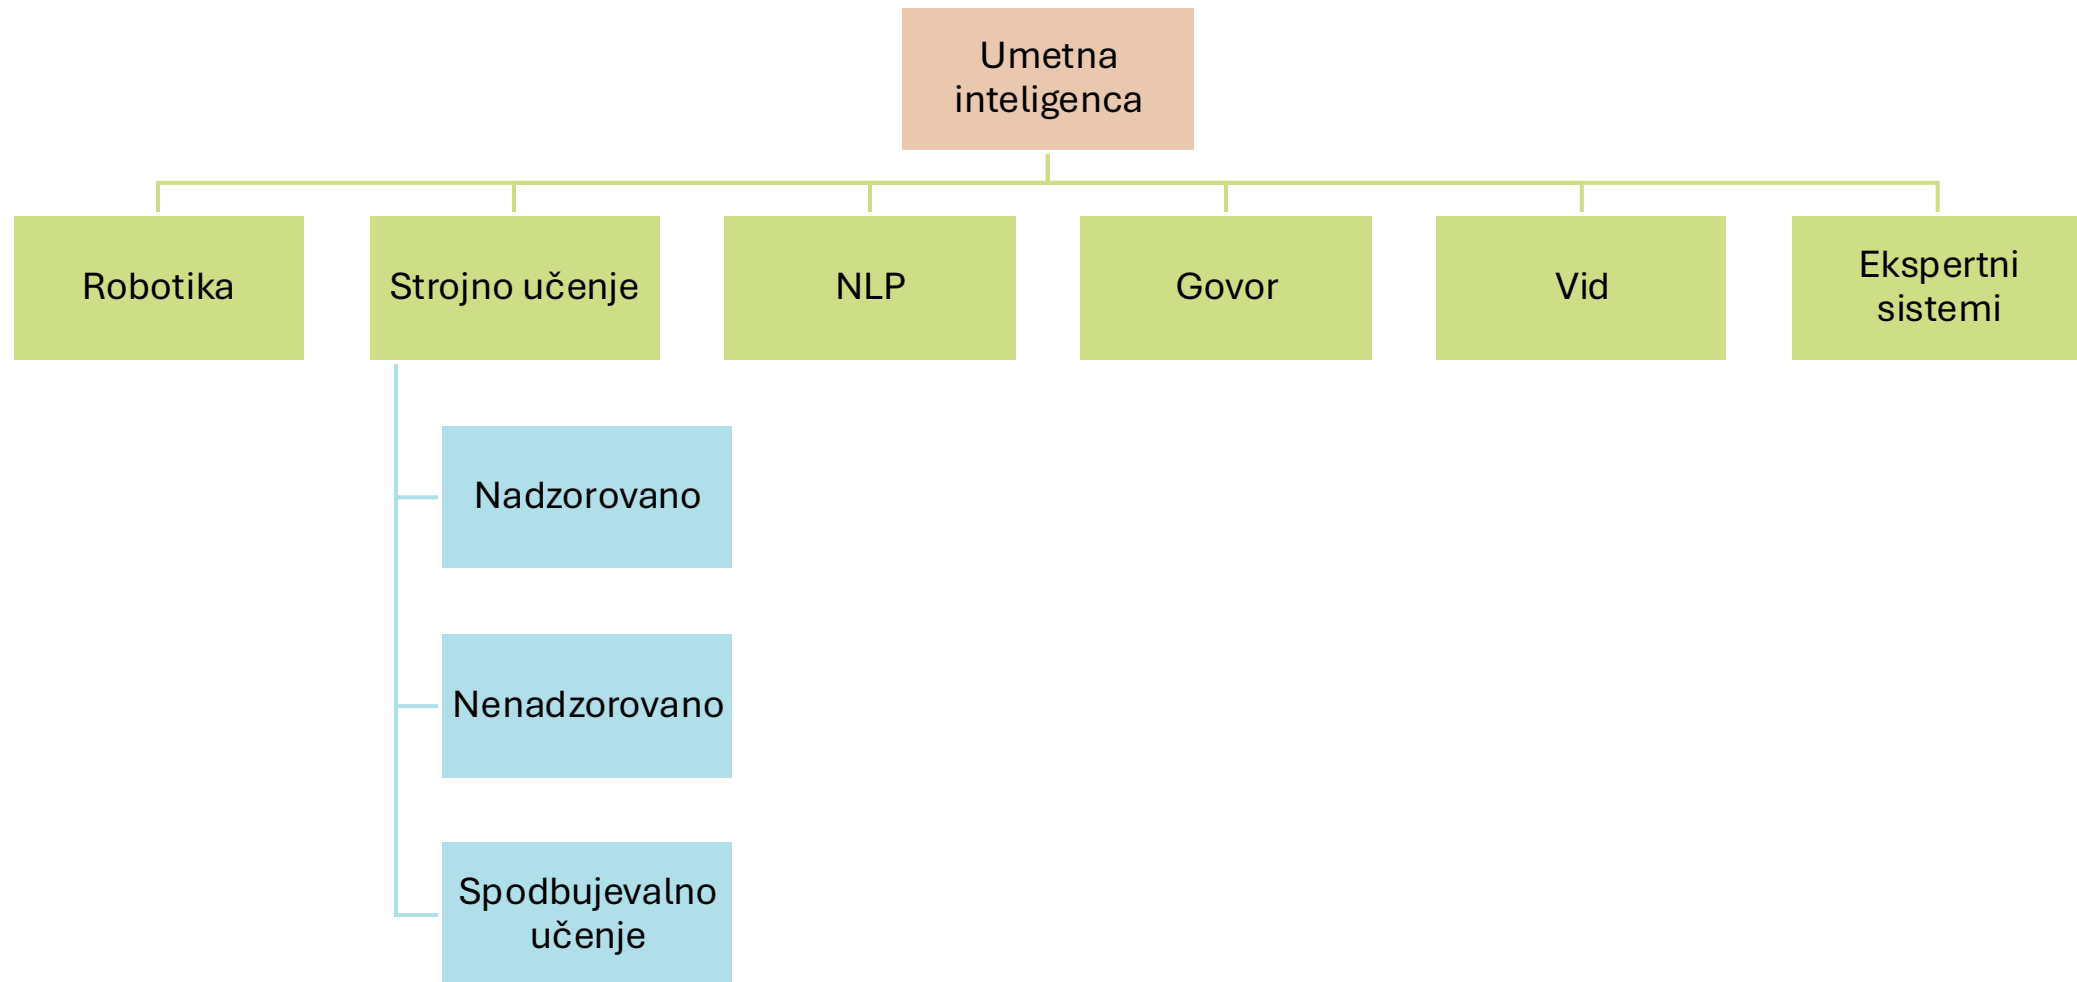 Umetna
inteligenca
Robotika
Strojno učenje
NLP
Govor
Vid
Ekspertni
sistemi
Nadzorovano
Nenadzorovano
Spodbujevalno
učenje